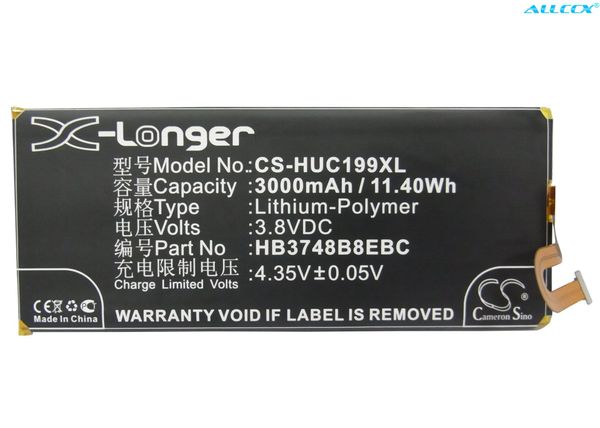 ALLCCX®
X-Longer
型号Model No.: CS-HUC199XL
容量Capacity: 3000mAh / 11.40Wh
规格Type: Lithium-Polymer
电压Volts: 3.8VDC
编号Part No: HB3748B8EBC
充电限制电压: 4.35V±0.05V
Charge Limited Volts
CE
Made In China
WARRANTY VOID IF LABEL IS REMOVED
CS
Cameron Sino